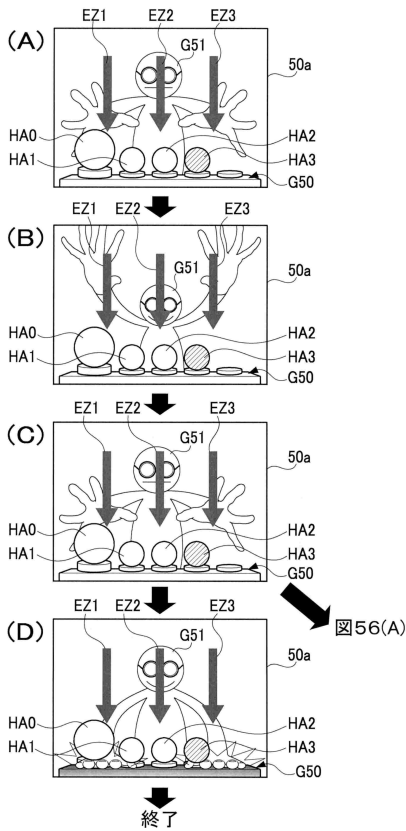 EZ1 EZ2 EZ3
(A)
G51
50a
HA0
HA2
HA1
HA3
G50
EZ1 EZ2 EZ3
(B)
G51
50a
HA0
HA2
HA1
HA3
G50
EZ1 EZ2 EZ3
(C)
G51
50a
HA0
HA2
HA1
HA3
G50
図56(A)
EZ1 EZ2 EZ3
(D)
G51
50a
HA0
HA2
HA1
HA3
G50
終了